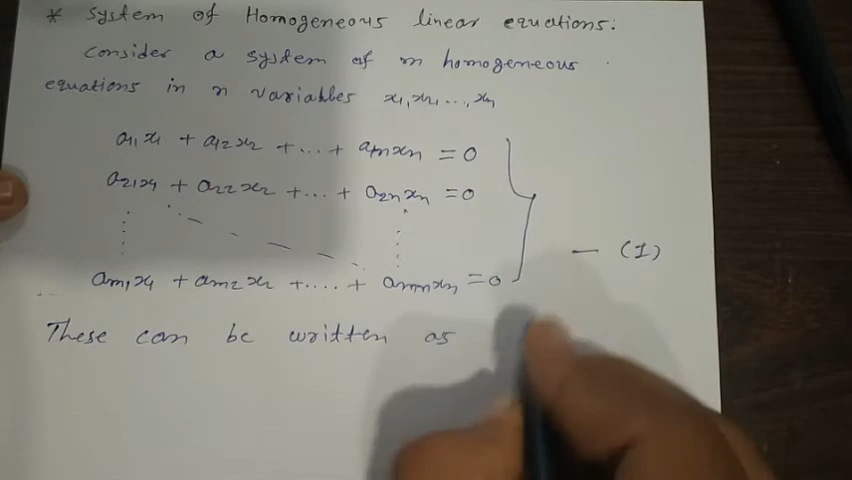 * System of Homogeneous linear equations:
Consider a system of m homogeneous
equations in n variables x1, x2, ..., xn
a11x1 + a12x2 + ... + a1nxn = 0
a21x1 + a22x2 + ... + a2nxn = 0
am1x1 + am2x2 + .... + amnxn = 0
— (1)
These can be written as